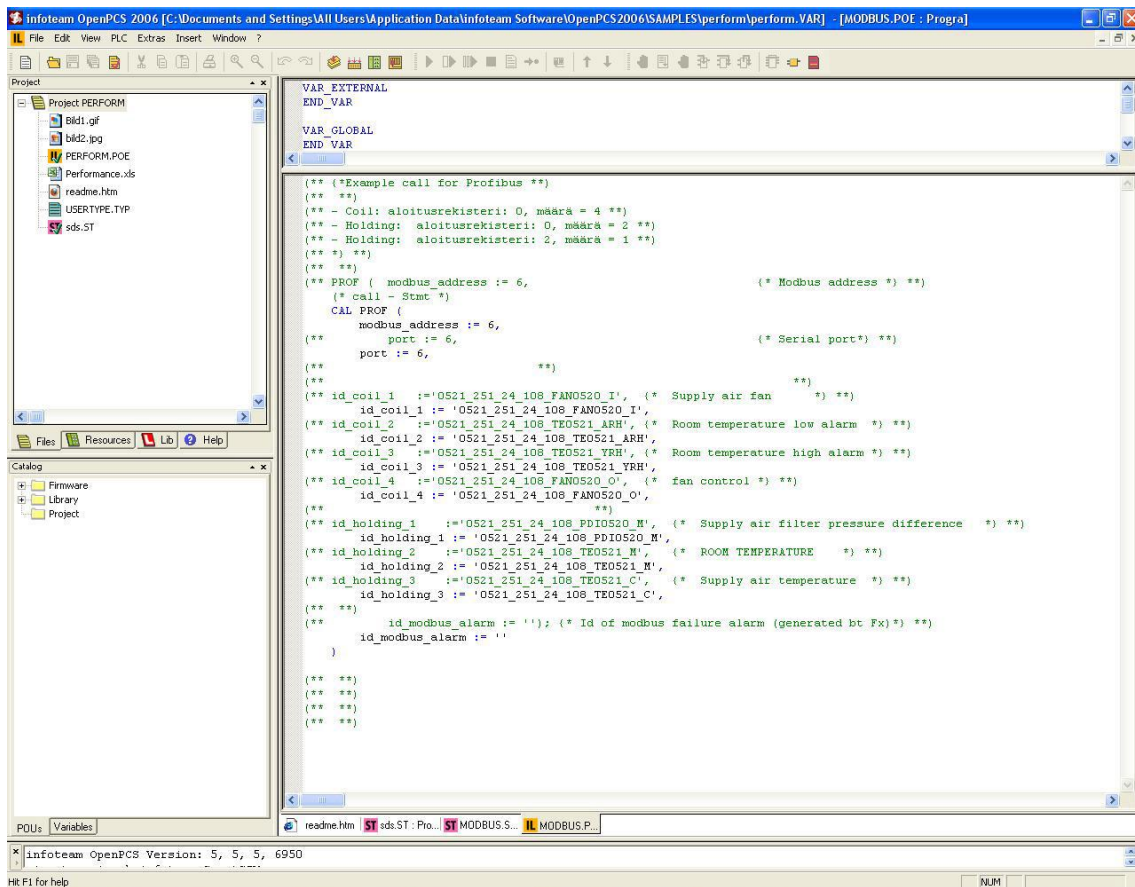 infoteam OpenPCS 2006 [C:\Documents and Settings\All Users\Application Data\infoteam Software\OpenPCS2006\SAMPLES\perform\perform.VAR] - [MODBUS.POE : Progra]
IL File Edit View PLC Extras Insert Window ?
Project
Project PERFORM
Bild1.gif
bild2.jpg
PERFORM.POE
Performance.xls
readme.htm
USERTYPE.TYP
ST sds.ST
Files Resources Lib Help
Catalog
Firmware
Library
Project
POUs Variables
VAR_EXTERNAL
END_VAR
VAR_GLOBAL
END_VAR
(** {*Example call for Profibus **)
(** **)
(** - Coil: aloitusrekisteri: 0, määrä = 4 **)
(** - Holding: aloitusrekisteri: 0, määrä = 2 **)
(** - Holding: aloitusrekisteri: 2, määrä = 1 **)
(** *} **)
(** **)
(** PROF ( modbus_address := 6, {* Modbus address *} **)
(* call - Stmt *)
CAL PROF (
modbus_address := 6,
(** port := 6, {* Serial port*} **)
port := 6,
(** **)
(** **)
(** id_coil_1 :='0521_251_24_108_FAN0520_I', {* Supply air fan *} **)
id_coil_1 := '0521_251_24_108_FAN0520_I',
(** id_coil_2 :='0521_251_24_108_TE0521_ARH', {* Room temperature low alarm *} **)
id_coil_2 := '0521_251_24_108_TE0521_ARH',
(** id_coil_3 :='0521_251_24_108_TE0521_YRH', {* Room temperature high alarm *} **)
id_coil_3 := '0521_251_24_108_TE0521_YRH',
(** id_coil_4 :='0521_251_24_108_FAN0520_O', {* fan control *} **)
id_coil_4 := '0521_251_24_108_FAN0520_O',
(** **)
(** id_holding_1 :='0521_251_24_108_PDI0520_M', {* Supply air filter pressure difference *} **)
id_holding_1 := '0521_251_24_108_PDI0520_M',
(** id_holding_2 :='0521_251_24_108_TE0521_M', {* ROOM TEMPERATURE *} **)
id_holding_2 := '0521_251_24_108_TE0521_M',
(** id_holding_3 :='0521_251_24_108_TE0521_C', {* Supply air temperature *} **)
id_holding_3 := '0521_251_24_108_TE0521_C',
(** **)
(** id_modbus_alarm := ''); {* Id of modbus failure alarm (generated bt Fx)*} **)
id_modbus_alarm := ''
)
(** **)
(** **)
(** **)
(** **)
readme.htm ST sds.ST : Pro... ST MODBUS.S... IL MODBUS.P...
infoteam OpenPCS Version: 5, 5, 5, 6950
Hit F1 for help NUM